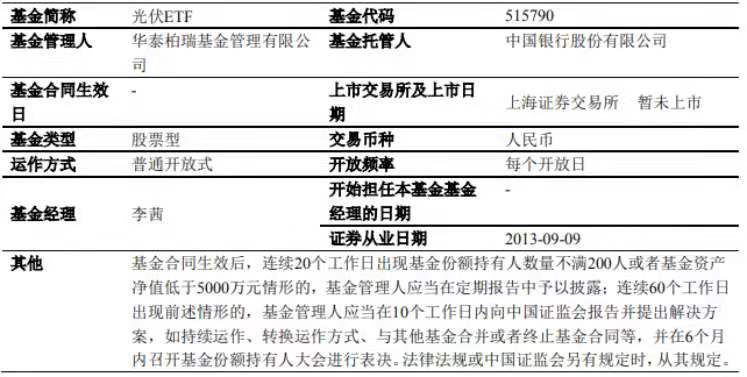 基金简称 光伏ETF 基金代码 515790
基金管理人 华泰柏瑞基金管理有限公 基金托管人 中国银行股份有限公司
司
基金合同生效 - 上市交易所及上市日 上海证券交易所 暂未上市
日 期
基金类型 股票型 交易币种 人民币
运作方式 普通开放式 开放频率 每个开放日
基金经理 李茜 开始担任本基金基金 -
经理的日期
证券从业日期 2013-09-09
其他 基金合同生效后，连续20个工作日出现基金份额持有人数量不满200人或者基金资产
净值低于5000万元情形的，基金管理人应当在定期报告中予以披露；连续60个工作日
出现前述情形的，基金管理人应当在10个工作日内向中国证监会报告并提出解决方
案，如持续运作、转换运作方式、与其他基金合并或者终止基金合同等，并在6个月
内召开基金份额持有人大会进行表决。法律法规或中国证监会另有规定时，从其规定。